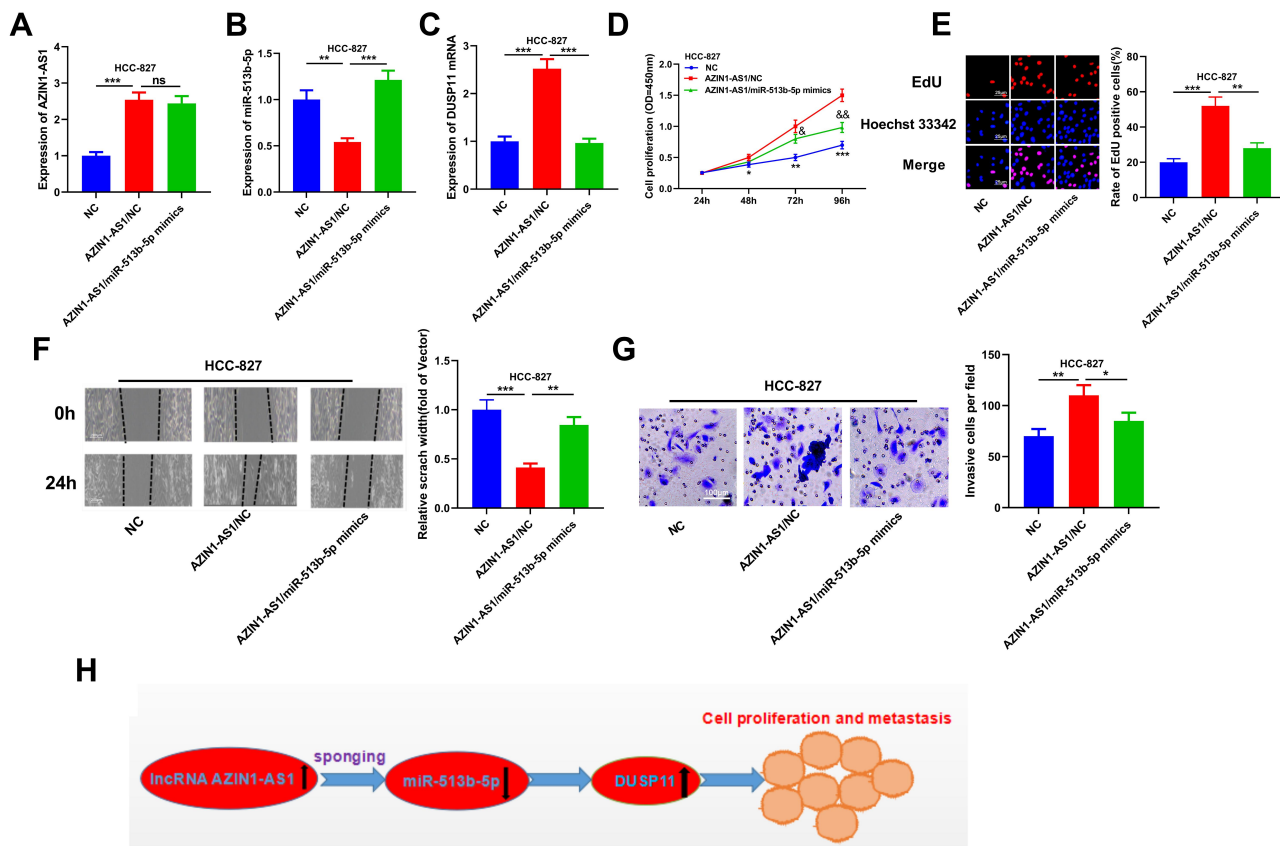 A
HCC-827
***
ns
Expression of AZIN1-AS1
4
3
2
1
0
NC
AZIN1-AS1/NC
AZIN1-AS1/miR-513b-5p mimics
B
HCC-827
**
***
Expression of miR-513b-5p
1.5
1.0
0.5
0.0
NC
AZIN1-AS1/NC
AZIN1-AS1/miR-513b-5p mimics
C
HCC-827
***
***
Expression of DUSP11 mRNA
3
2
1
0
NC
AZIN1-AS1/NC
AZIN1-AS1/miR-513b-5p mimics
D
HCC-827
NC
AZIN1-AS1/NC
AZIN1-AS1/miR-513b-5p mimics
Cell proliferation (OD=450nm)
2.0
1.5
1.0
0.5
0.0
&
&&
*
**
***
24h
48h
72h
96h
E
EdU
Hoechst 33342
Merge
25μm
25μm
25μm
NC
AZIN1-AS1/NC
AZIN1-AS1/miR-513b-5p mimics
HCC-827
***
**
Rate of EdU positive cells(%)
80
60
40
20
0
NC
AZIN1-AS1/NC
AZIN1-AS1/miR-513b-5p mimics
F
HCC-827
0h
24h
NC
AZIN1-AS1/NC
AZIN1-AS1/miR-513b-5p mimics
HCC-827
***
**
Relative scrach width(fold of Vector)
1.5
1.0
0.5
0.0
NC
AZIN1-AS1/NC
AZIN1-AS1/miR-513b-5p mimics
G
HCC-827
100μm
NC
AZIN1-AS1/NC
AZIN1-AS1/miR-513b-5p mimics
HCC-827
**
*
Invasive cells per field
150
100
50
0
NC
AZIN1-AS1/NC
AZIN1-AS1/miR-513b-5p mimics
H
Cell proliferation and metastasis
lncRNA AZIN1-AS1
sponging
miR-513b-5p
DUSP11